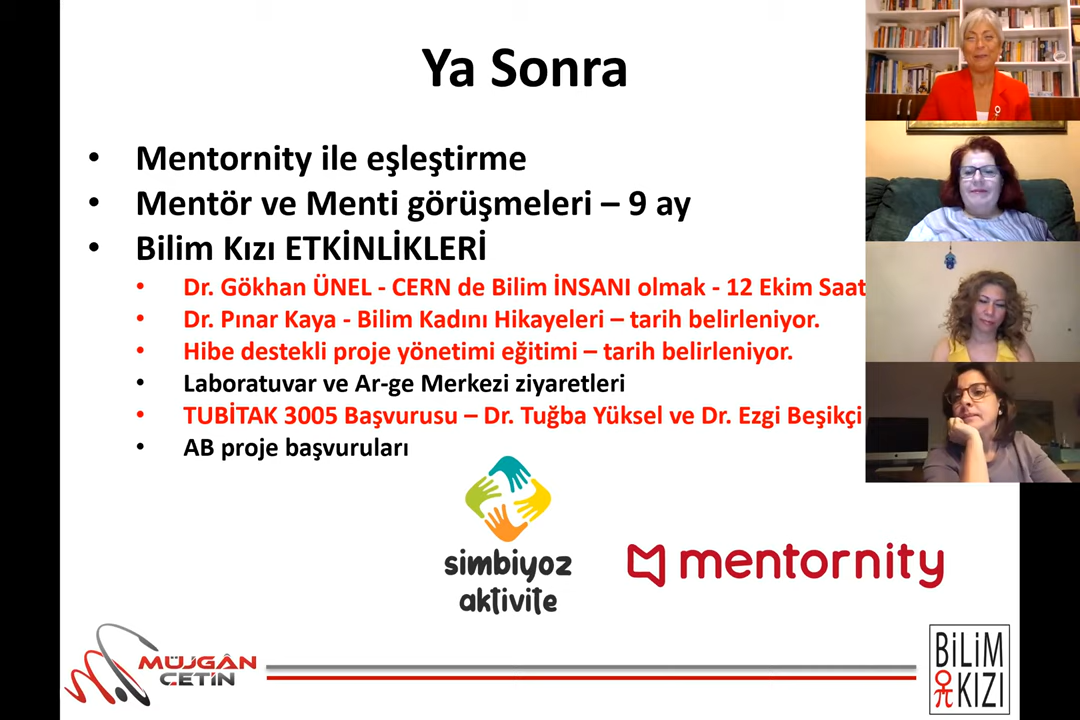 Ya Sonra
• Mentornity ile eşleştirme
• Mentör ve Menti görüşmeleri – 9 ay
• Bilim Kızı ETKİNLİKLERİ
• Dr. Gökhan ÜNEL - CERN de Bilim İNSANI olmak - 12 Ekim Saat
• Dr. Pınar Kaya - Bilim Kadını Hikayeleri – tarih belirleniyor.
• Hibe destekli proje yönetimi eğitimi – tarih belirleniyor.
• Laboratuvar ve Ar-ge Merkezi ziyaretleri
• TUBİTAK 3005 Başvurusu – Dr. Tuğba Yüksel ve Dr. Ezgi Beşikçi
• AB proje başvuruları
simbiyoz
aktivite
mentornity
MÜJGÂN
ÇETİN
BİLİM
KIZI